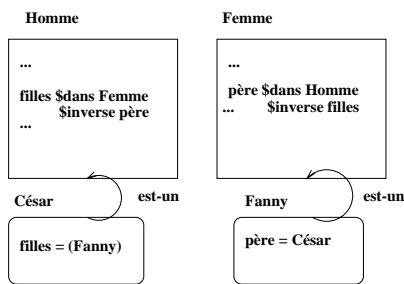 Homme
...
filles $dans Femme
$inverse père
...
César
est-un
filles = (Fanny)
Femme
...
père $dans Homme
... $inverse filles
Fanny
est-un
père = César